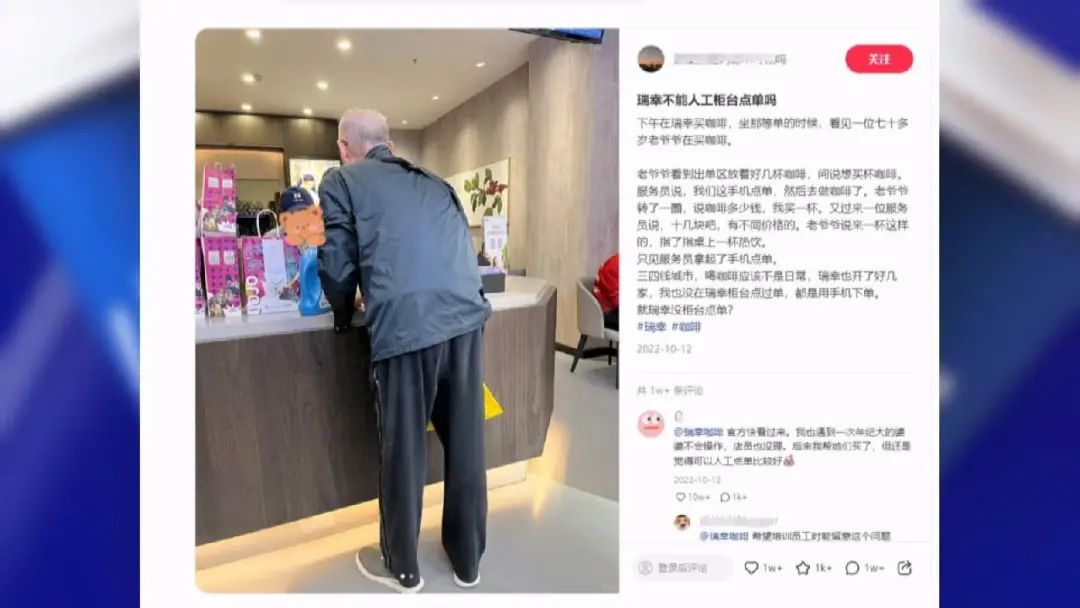 关注
瑞幸不能人工柜台点单吗
下午在瑞幸买咖啡，坐那等单的时候，看见一位七十多
岁老爷爷在买咖啡。
老爷爷看到出单区放着好几杯咖啡，问说想买杯咖啡。
服务员说，我们这手机点单，然后去做咖啡了。老爷爷
转了一圈，说咖啡多少钱，我买一杯。又过来一位服务
员说，十几块吧，有不同价格的。老爷爷说来一杯这样
的，指了指桌上一杯热饮。
只见服务员拿起了手机点单。
三四线城市，喝咖啡应该不是日常，瑞幸也开了好几
家，我也没在瑞幸柜台点过单，都是用手机下单。
就瑞幸没柜台点单？
#瑞幸 #咖啡
2022-10-12
共 1w+ 条评论
@瑞幸咖啡 官方快看过来。我也遇到一次年纪大的婆
婆不会操作，店员也没理。后来我帮他们买了，但还是
觉得可以人工点单比较好
2022-10-12
10w+ 1k+
@瑞幸咖啡 希望培训员工时能留意这个问题
登录后评论
1w+ 1k+ 1w+